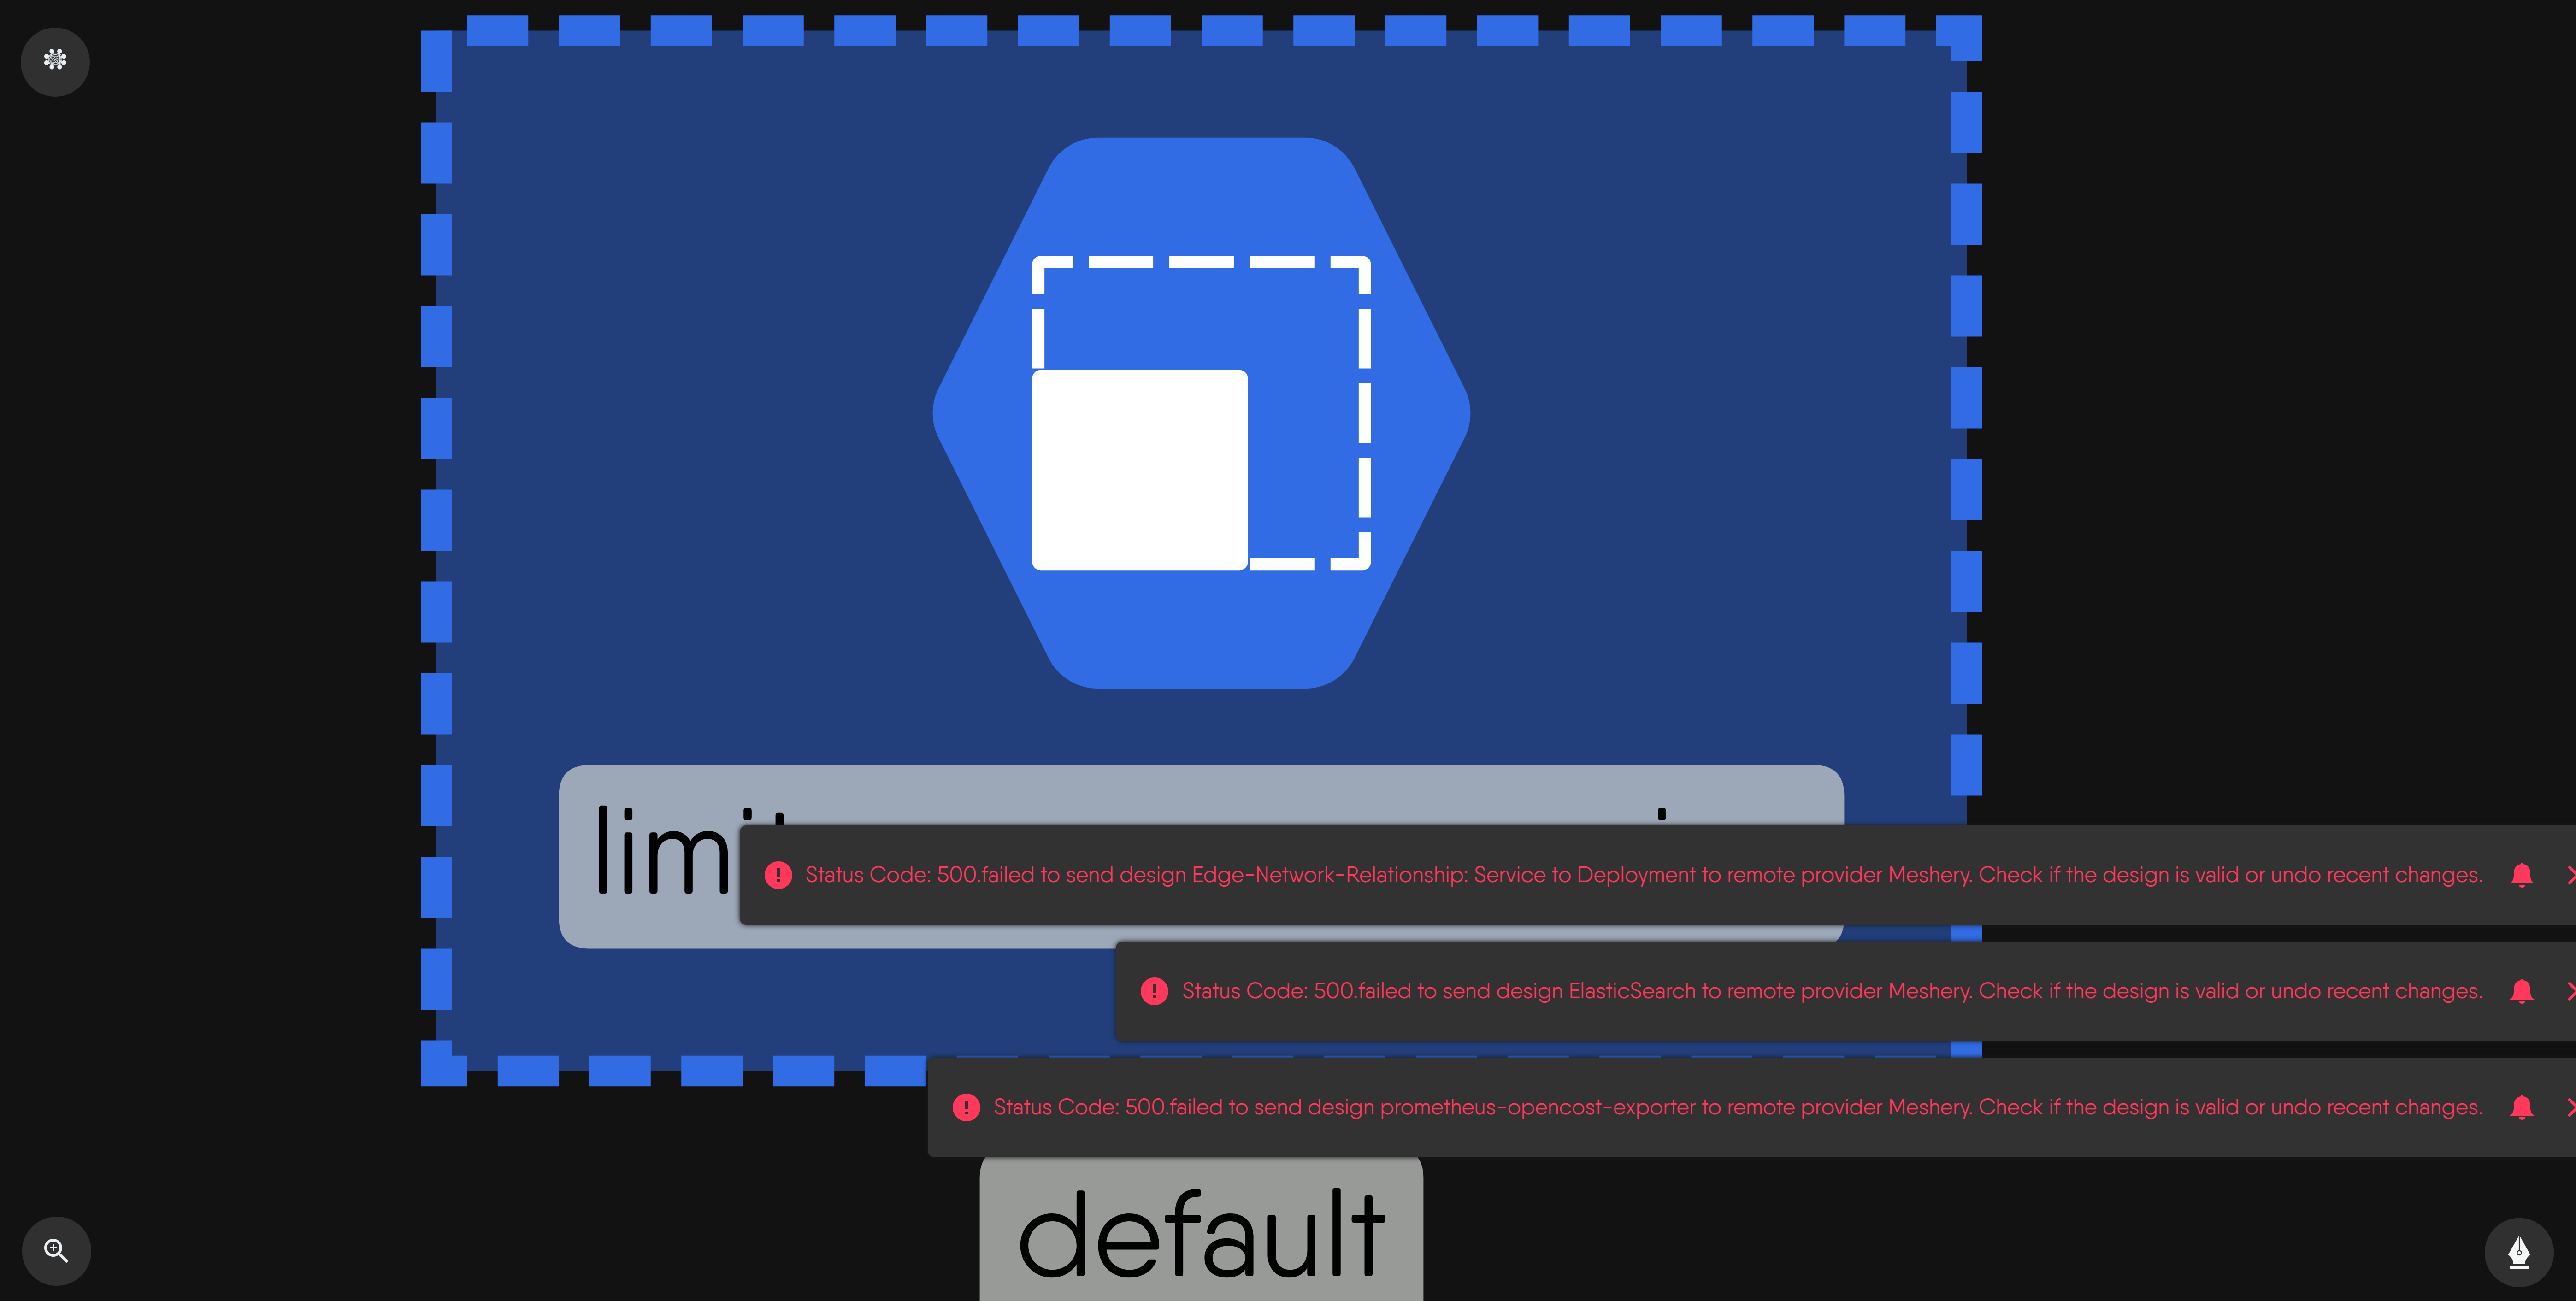 Status Code: 500.failed to send design Edge-Network-Relationship: Service to Deployment to remote provider Meshery. Check if the design is valid or undo recent changes.
Status Code: 500.failed to send design ElasticSearch to remote provider Meshery. Check if the design is valid or undo recent changes.
Status Code: 500.failed to send design prometheus-opencost-exporter to remote provider Meshery. Check if the design is valid or undo recent changes.
default